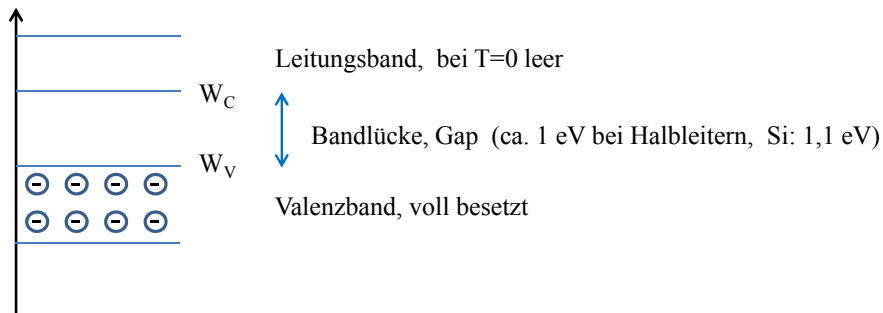 Leitungsband, bei T=0 leer
W_C
Bandlücke, Gap (ca. 1 eV bei Halbleitern, Si: 1,1 eV)
W_V
Valenzband, voll besetzt